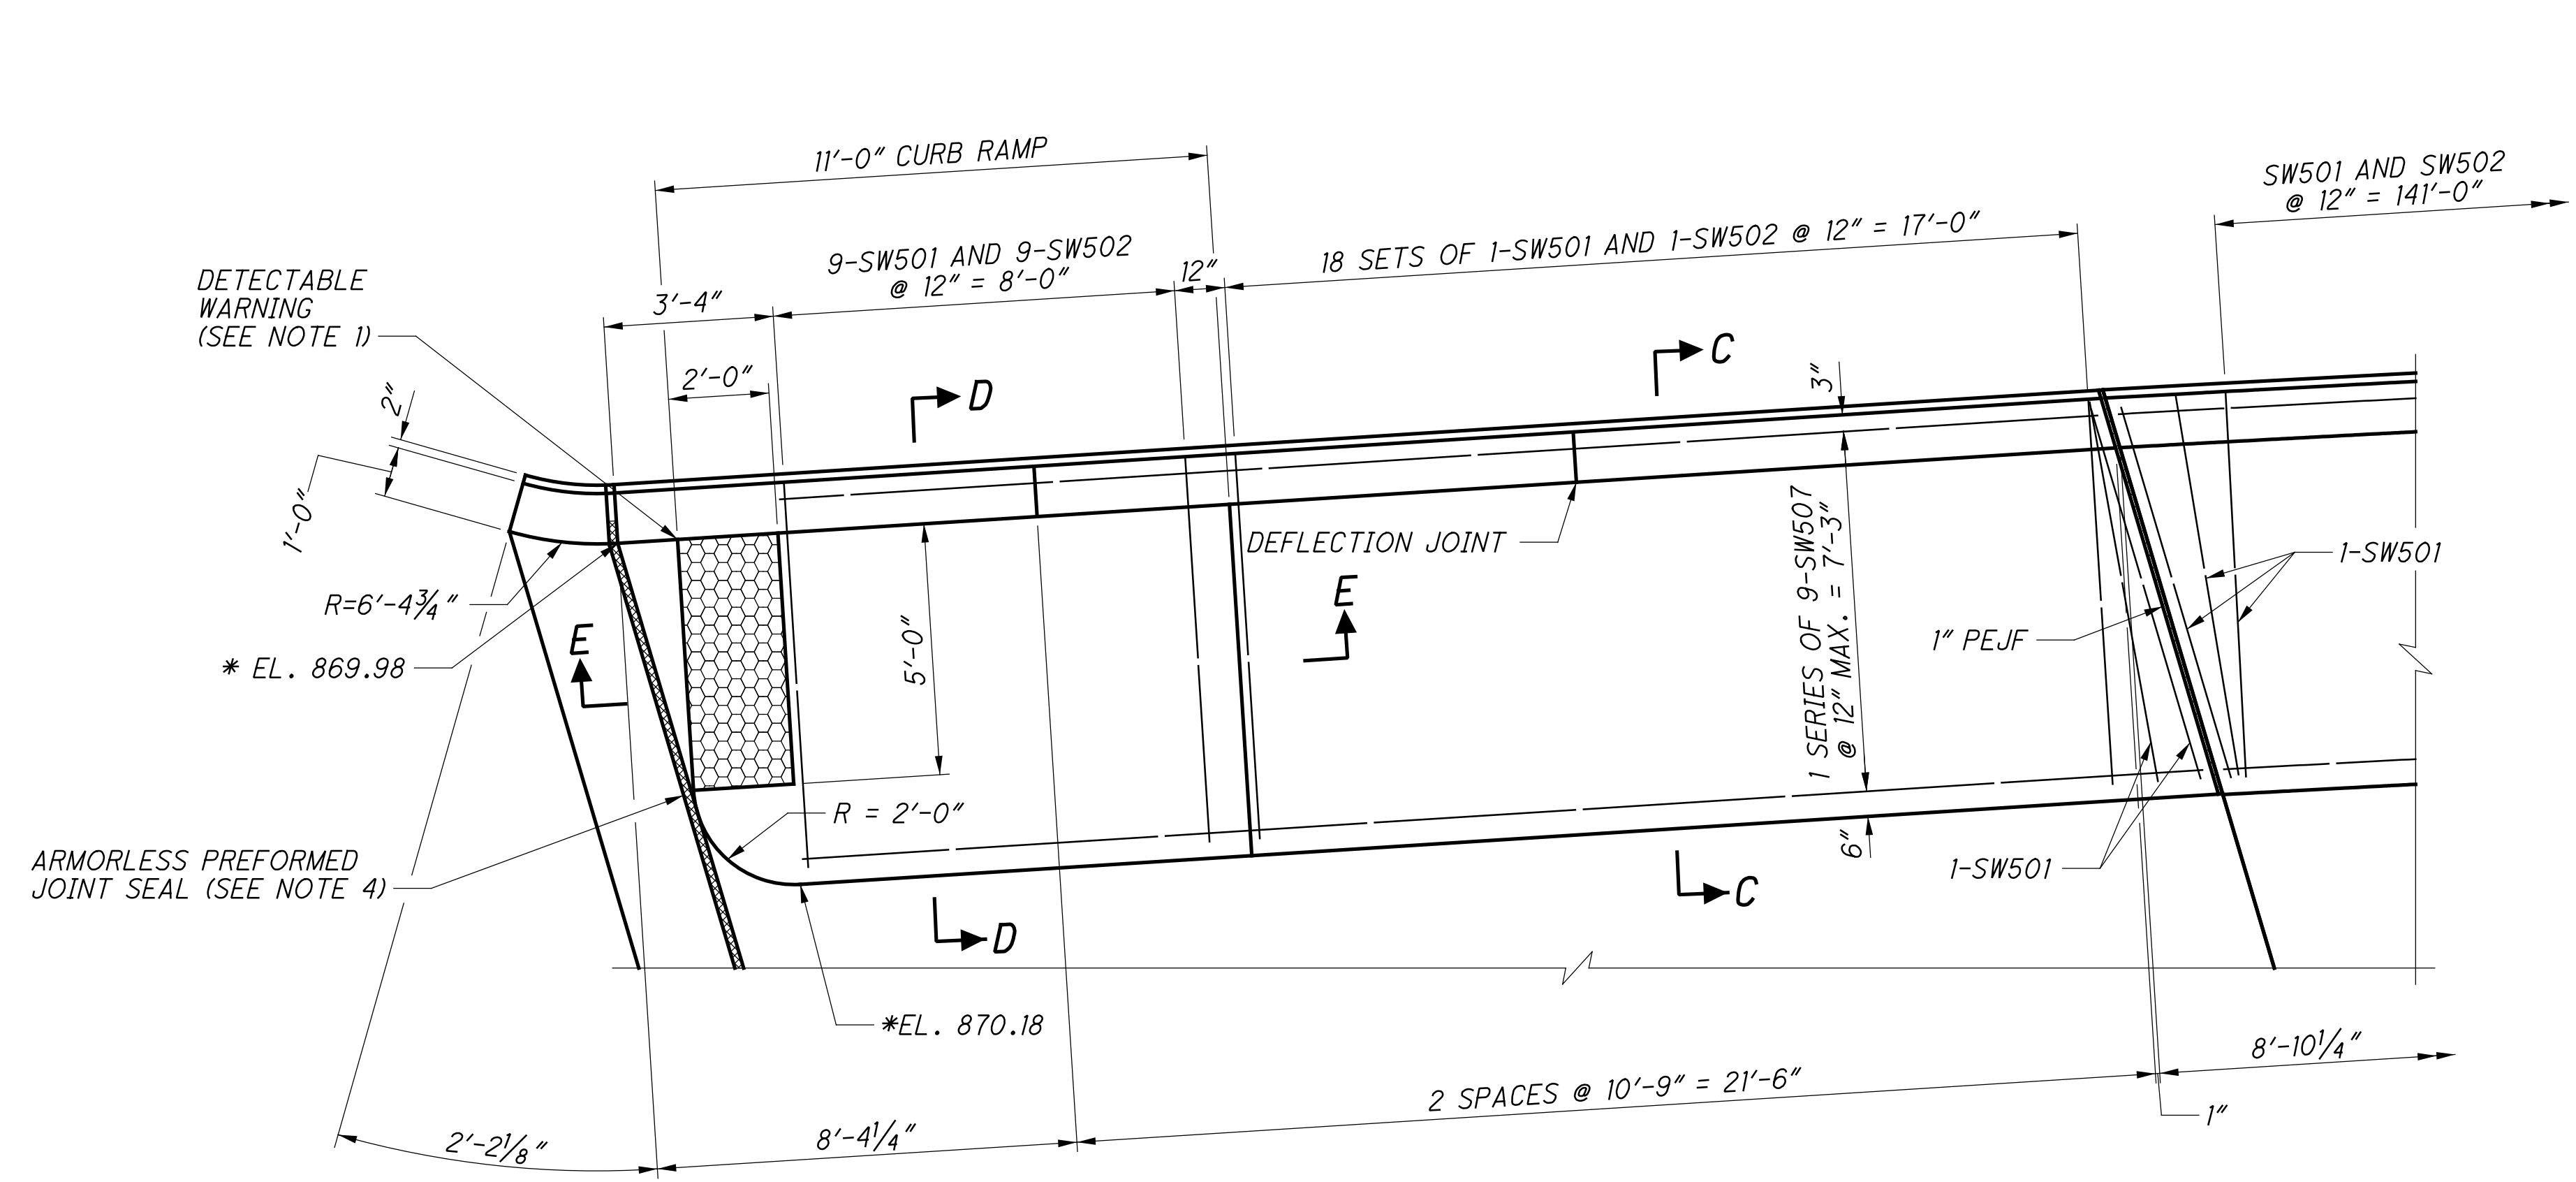 11'-0" CURB RAMP
SW501 AND SW502
@ 12" = 141'-0"
9-SW501 AND 9-SW502
@ 12" = 8'-0"
12"
18 SETS OF 1-SW501 AND 1-SW502 @ 12" = 17'-0"
DETECTABLE
WARNING
(SEE NOTE 1)
3'-4"
2'-0"
D
C
3"
2"
1'-0"
DEFLECTION JOINT
1-SW501
R=6'-4¾"
E
E
5'-0"
1 SERIES OF 9-SW507
@ 12" MAX. = 7'-3"
1" PEJF
* EL. 869.98
R = 2'-0"
6"
ARMORLESS PREFORMED
JOINT SEAL (SEE NOTE 4)
1-SW501
C
D
*EL. 870.18
8'-10¼"
2 SPACES @ 10'-9" = 21'-6"
1"
2'-2⅛"
8'-4¼"